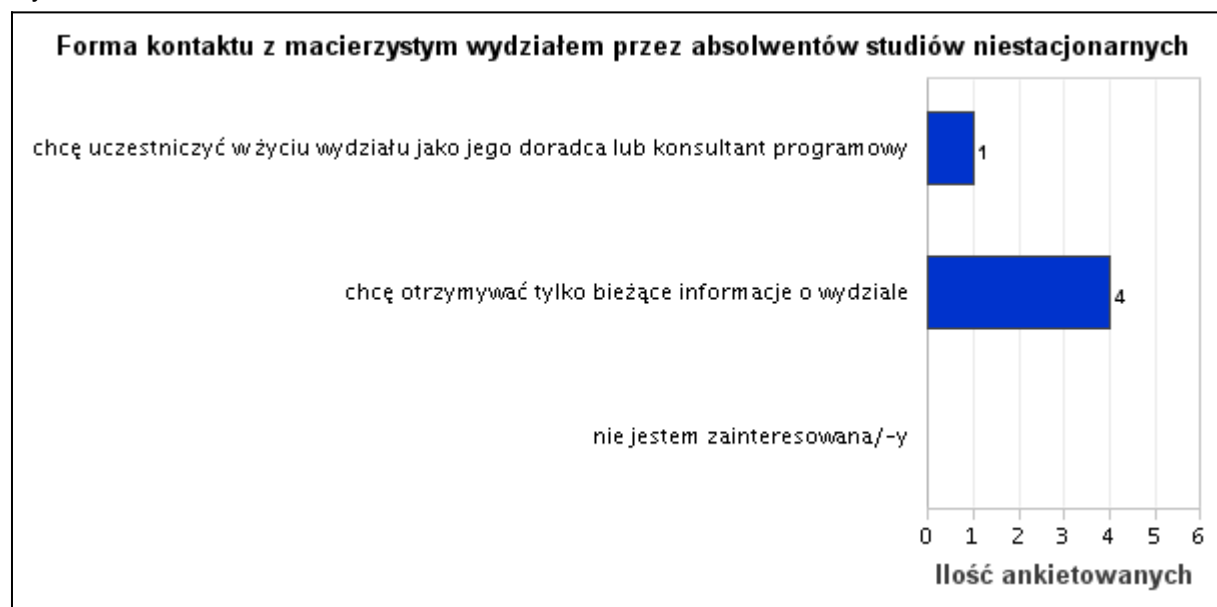 Forma kontaktu z macierzystym wydziałem przez absolwentów studiów niestacjonarnych
chcę uczestniczyć w życiu wydziału jako jego doradca lub konsultant programowy
1
chcę otrzymywać tylko bieżące informacje o wydziale
4
nie jestem zainteresowana/-y
0 1 2 3 4 5 6
Ilość ankietowanych